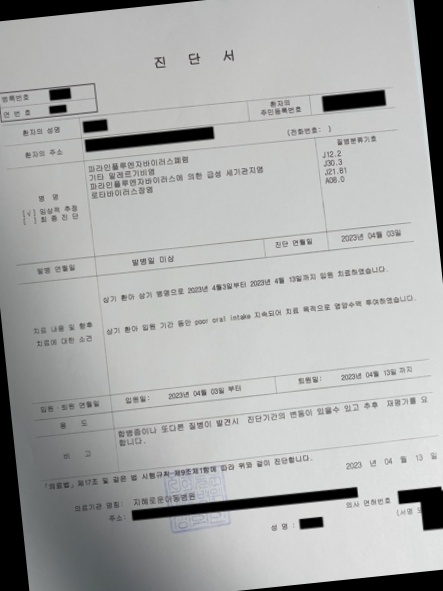 진 단 서
등록번호
연 번 호
환자의 성명
환자의
주민등록번호
환자의 주소
(전화번호: )
병 명
[√] 임상적 추정
[ ] 최 종 진 단
파라인플루엔자바이러스폐렴
기타 알레르기비염
파라인플루엔자바이러스에 의한 급성 세기관지염
로타바이러스장염
질병분류기호
J12.2
J30.3
J21.81
A08.0
발병 연월일
발병일 미상
진단 연월일
2023년 04월 03일
치료 내용 및 향후
치료에 대한 소견
상기 환아 상기 병명으로 2023년 4월3일부터 2023년 4월 13일까지 입원 치료하였습니다.
상기 환아 입원 기간 동안 poor oral intake 지속되어 치료 목적으로 영양수액 투여하였습니다.
입원·퇴원 연월일
입원일: 2023년 04월 03일 부터
퇴원일: 2023년 04월 13일 까지
용 도
비 고
합병증이나 또다른 질병이 발견시 진단기간의 변동이 있을수 있고 추후 재평가를 요
합니다.
「의료법」 제17조 및 같은 법 시행규칙 제9조제1항에 따라 위와 같이 진단합니다.
2023 년 04 월 13 일
의료기관 명칭: 지혜로운아동병원
주소:
의사 면허번호
성 명 :
(서명